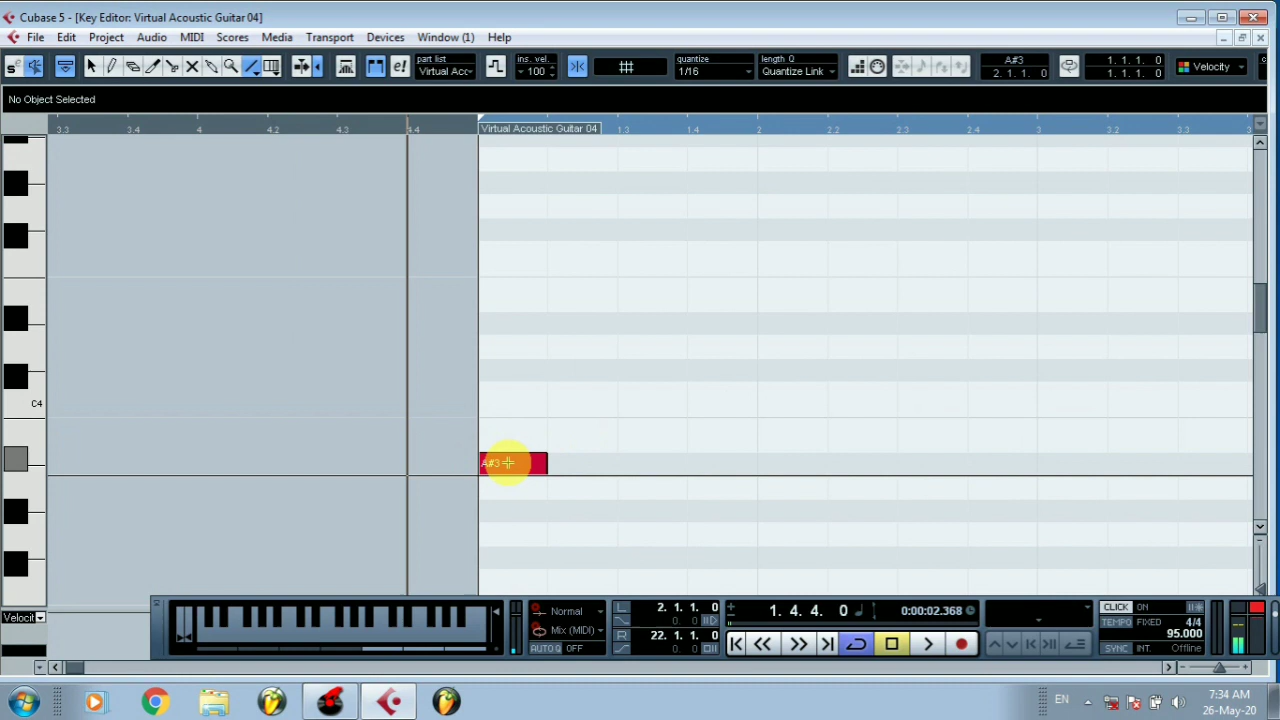 Cubase 5 - [Key Editor: Virtual Acoustic Guitar 04]
File Edit Project Audio MIDI Scores Media Transport Devices Window (1) Help
part list
Virtual Acc
ins. vel.
100
quantize
1/16
length Q
Quantize Link
A#3
2. 1. 1. 0
1. 1. 1. 0
1. 1. 1. 0
Velocity
No Object Selected
3.3 3.4 4 4.2 4.3 4.4 Virtual Acoustic Guitar 04 1.3 1.4 2 2.2 2.3 2.4 3 3.2 3.3
C4
A#3
Velocit
Normal
Mix (MIDI)
AUTO Q OFF
L 2. 1. 1. 0
0 0
R 22. 1. 1. 0
0 0
1. 4. 4. 0
0:00:02.368
CLICK ON
TEMPO FIXED 4/4
95.000
SYNC INT. Offline
EN
7:34 AM
26-May-20